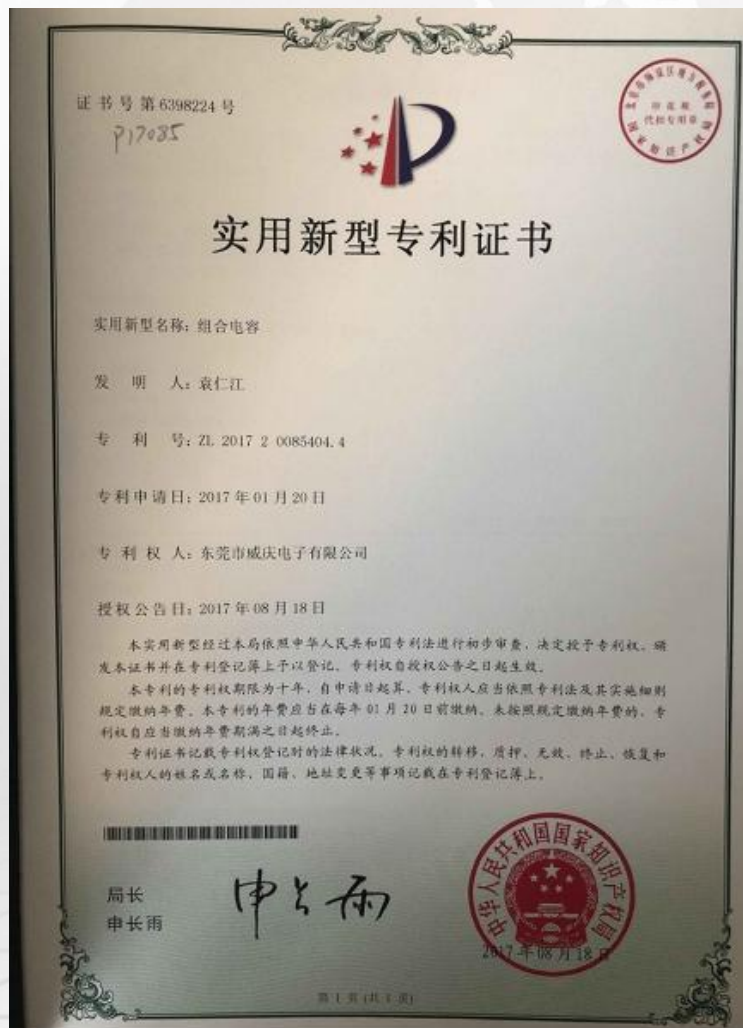 证书号第6398224号
P17085
印花税
代扣专用章
国家知识产权局
实用新型专利证书
实用新型名称：组合电容
发明人：袁仁江
专利号：ZL 2017 2 0085404.4
专利申请日：2017年01月20日
专利权人：东莞市威庆电子有限公司
授权公告日：2017年08月18日
本实用新型经过本局依照中华人民共和国专利法进行初步审查，决定授予专利权，颁
发本证书并在专利登记簿上予以登记。专利权自授权公告之日起生效。
本专利的专利权期限为十年，自申请日起算。专利权人应当依照专利法及其实施细则
规定缴纳年费。本专利的年费应当在每年01月20日前缴纳。未按照规定缴纳年费的，专
利权自应当缴纳年费期满之日起终止。
专利证书记载专利权登记时的法律状况。专利权的转移、质押、无效、终止、恢复和
专利权人的姓名或名称、国籍、地址变更等事项记载在专利登记簿上。
局长
申长雨
申长雨
中华人民共和国国家知识产权局
2017年08月18日
第1页(共1页)